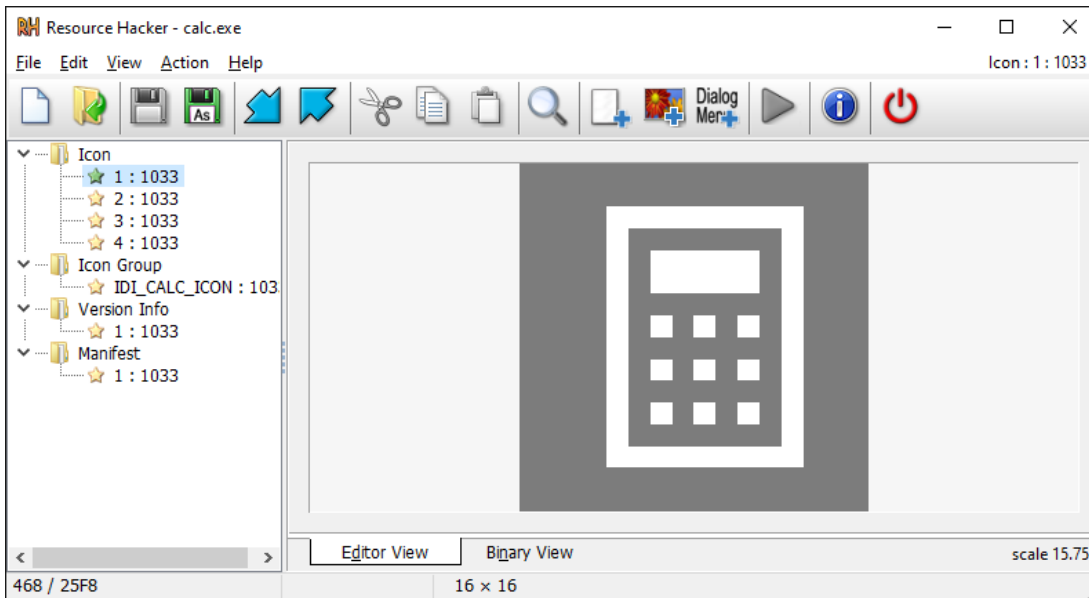 Resource Hacker - calc.exe
File Edit View Action Help
Icon : 1 : 1033
As
Dialog
Menu
Icon
1 : 1033
2 : 1033
3 : 1033
4 : 1033
Icon Group
IDI_CALC_ICON : 103
Version Info
1 : 1033
Manifest
1 : 1033
Editor View Binary View
scale 15.75
468 / 25F8
16 × 16